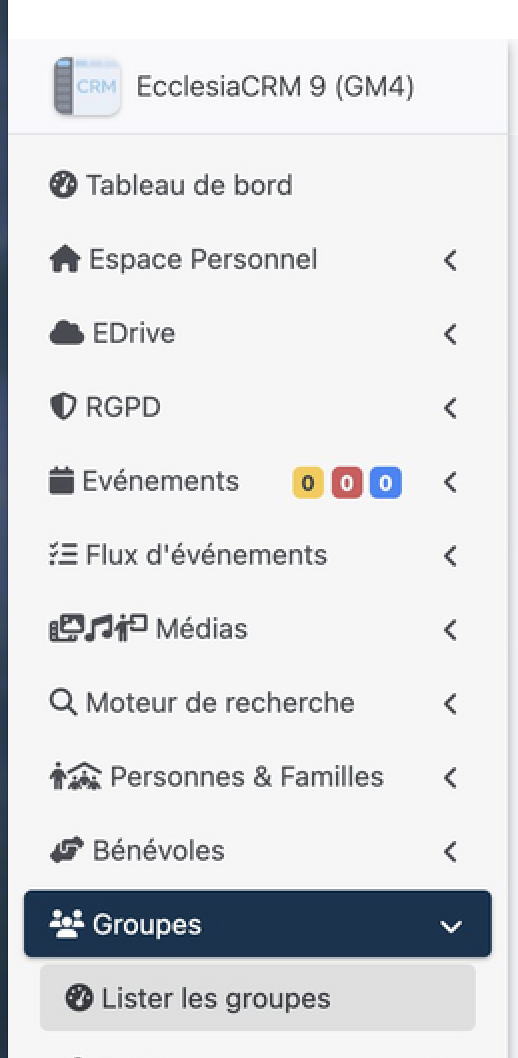 CRM EcclesiaCRM 9 (GM4)
Tableau de bord
Espace Personnel
EDrive
RGPD
Evénements 0 0 0
Flux d'événements
Médias
Moteur de recherche
Personnes & Familles
Bénévoles
Groupes
Lister les groupes